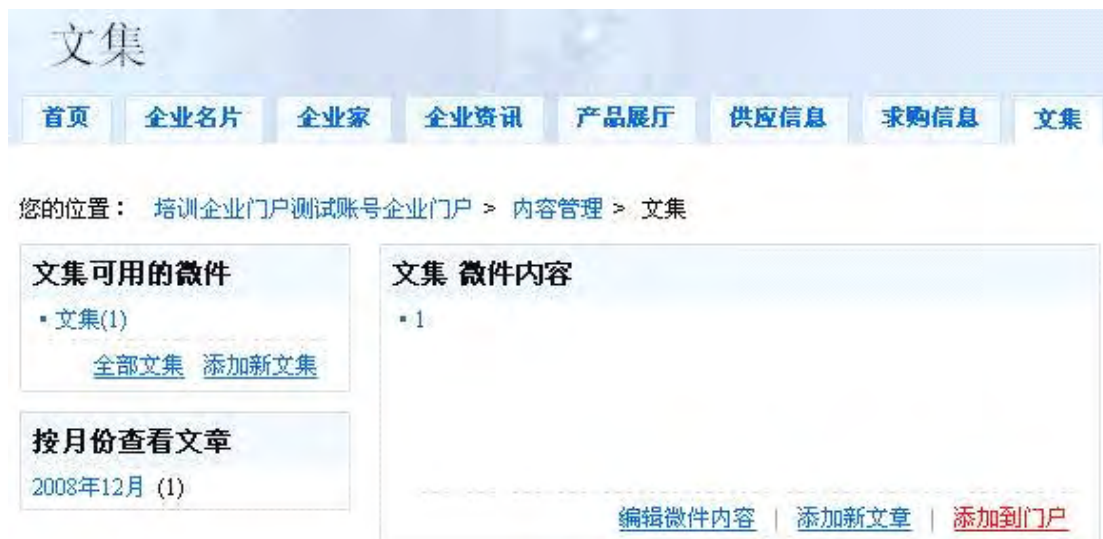 文集
首页 企业名片 企业家 企业资讯 产品展厅 供应信息 求购信息 文集
您的位置： 培训企业门户测试账号企业门户 > 内容管理 > 文集
文集可用的微件
▪ 文集(1)
全部文集 添加新文集
按月份查看文章
2008年12月 (1)
文集 微件内容
▪ 1
编辑微件内容 | 添加新文章 | 添加到门户